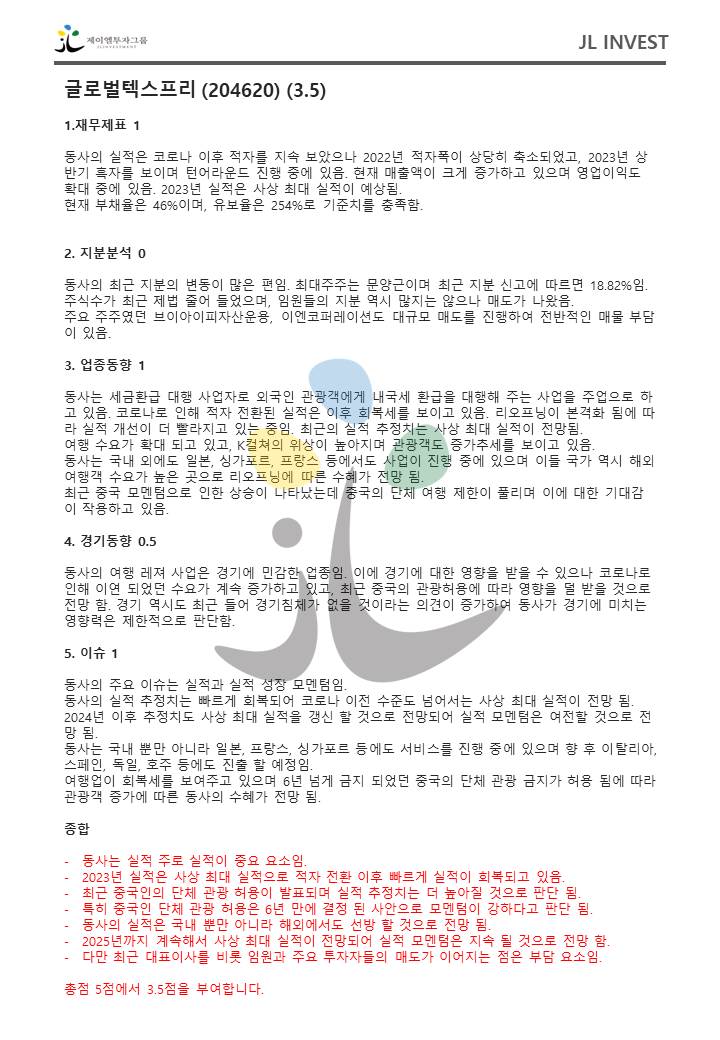 제이엘투자그룹
JLINVESTMENT
JL INVEST
글로벌텍스프리 (204620) (3.5)
1.재무제표 1
동사의 실적은 코로나 이후 적자를 지속 보았으나 2022년 적자폭이 상당히 축소되었고, 2023년 상
반기 흑자를 보이며 턴어라운드 진행 중에 있음. 현재 매출액이 크게 증가하고 있으며 영업이익도
확대 중에 있음. 2023년 실적은 사상 최대 실적이 예상됨.
현재 부채율은 46%이며, 유보율은 254%로 기준치를 충족함.
2. 지분분석 0
동사의 최근 지분의 변동이 많은 편임. 최대주주는 문양근이며 최근 지분 신고에 따르면 18.82%임.
주식수가 최근 제법 줄어 들었으며, 임원들의 지분 역시 많지는 않으나 매도가 나왔음.
주요 주주였던 브이아이피자산운용, 이엔코퍼레이션도 대규모 매도를 진행하여 전반적인 매물 부담
이 있음.
3. 업종동향 1
동사는 세금환급 대행 사업자로 외국인 관광객에게 내국세 환급을 대행해 주는 사업을 주업으로 하
고 있음. 코로나로 인해 적자 전환된 실적은 이후 회복세를 보이고 있음. 리오프닝이 본격화 됨에 따
라 실적 개선이 더 빨라지고 있는 중임. 최근의 실적 추정치는 사상 최대 실적이 전망됨.
여행 수요가 확대 되고 있고, K컬쳐의 위상이 높아지며 관광객도 증가추세를 보이고 있음.
동사는 국내 외에도 일본, 싱가포르, 프랑스 등에서도 사업이 진행 중에 있으며 이들 국가 역시 해외
여행객 수요가 높은 곳으로 리오프닝에 따른 수혜가 전망 됨.
최근 중국 모멘텀으로 인한 상승이 나타났는데 중국의 단체 여행 제한이 풀리며 이에 대한 기대감
이 작용하고 있음.
4. 경기동향 0.5
동사의 여행 레져 사업은 경기에 민감한 업종임. 이에 경기에 대한 영향을 받을 수 있으나 코로나로
인해 이연 되었던 수요가 계속 증가하고 있고, 최근 중국의 관광허용에 따라 영향을 덜 받을 것으로
전망 함. 경기 역시도 최근 들어 경기침체가 없을 것이라는 의견이 증가하여 동사가 경기에 미치는
영향력은 제한적으로 판단함.
5. 이슈 1
동사의 주요 이슈는 실적과 실적 성장 모멘텀임.
동사의 실적 추정치는 빠르게 회복되어 코로나 이전 수준도 넘어서는 사상 최대 실적이 전망 됨.
2024년 이후 추정치도 사상 최대 실적을 갱신 할 것으로 전망되어 실적 모멘텀은 여전할 것으로 전
망 됨.
동사는 국내 뿐만 아니라 일본, 프랑스, 싱가포르 등에도 서비스를 진행 중에 있으며 향 후 이탈리아,
스페인, 독일, 호주 등에도 진출 할 예정임.
여행업이 회복세를 보여주고 있으며 6년 넘게 금지 되었던 중국의 단체 관광 금지가 허용 됨에 따라
관광객 증가에 따른 동사의 수혜가 전망 됨.
종합
- 동사는 실적 주로 실적이 중요 요소임.
- 2023년 실적은 사상 최대 실적으로 적자 전환 이후 빠르게 실적이 회복되고 있음.
- 최근 중국인의 단체 관광 허용이 발표되며 실적 추정치는 더 높아질 것으로 판단 됨.
- 특히 중국인 단체 관광 허용은 6년 만에 결정 된 사안으로 모멘텀이 강하다고 판단 됨.
- 동사의 실적은 국내 뿐만 아니라 해외에서도 선방 할 것으로 전망 됨.
- 2025년까지 계속해서 사상 최대 실적이 전망되어 실적 모멘텀은 지속 될 것으로 전망 함.
- 다만 최근 대표이사를 비롯 임원과 주요 투자자들의 매도가 이어지는 점은 부담 요소임.
총점 5점에서 3.5점을 부여합니다.